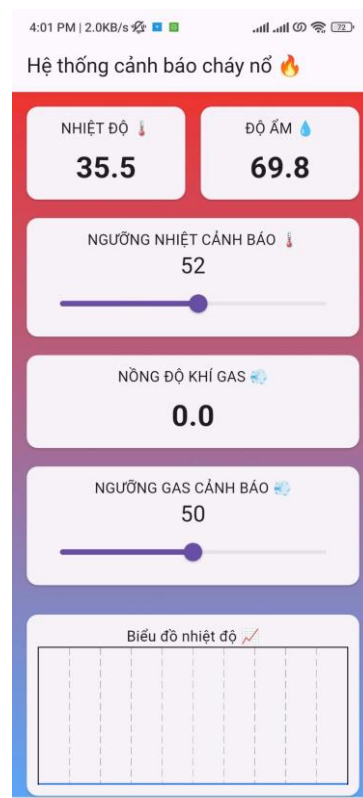 4:01 PM | 2.0KB/s
72
Hệ thống cảnh báo cháy nổ 🔥
NHIỆT ĐỘ 🌡️
35.5
ĐỘ ẨM 💧
69.8
NGƯỠNG NHIỆT CẢNH BÁO 🌡️
52
NỒNG ĐỘ KHÍ GAS 💨
0.0
NGƯỠNG GAS CẢNH BÁO 💨
50
Biểu đồ nhiệt độ 📈